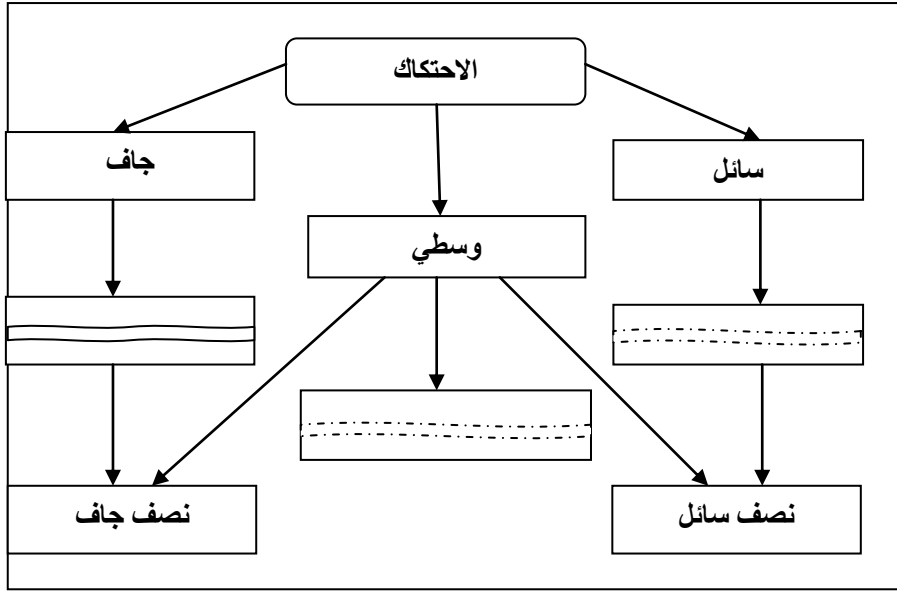 الاحتكاك
سائل
جاف
وسطي
نصف سائل
نصف جاف